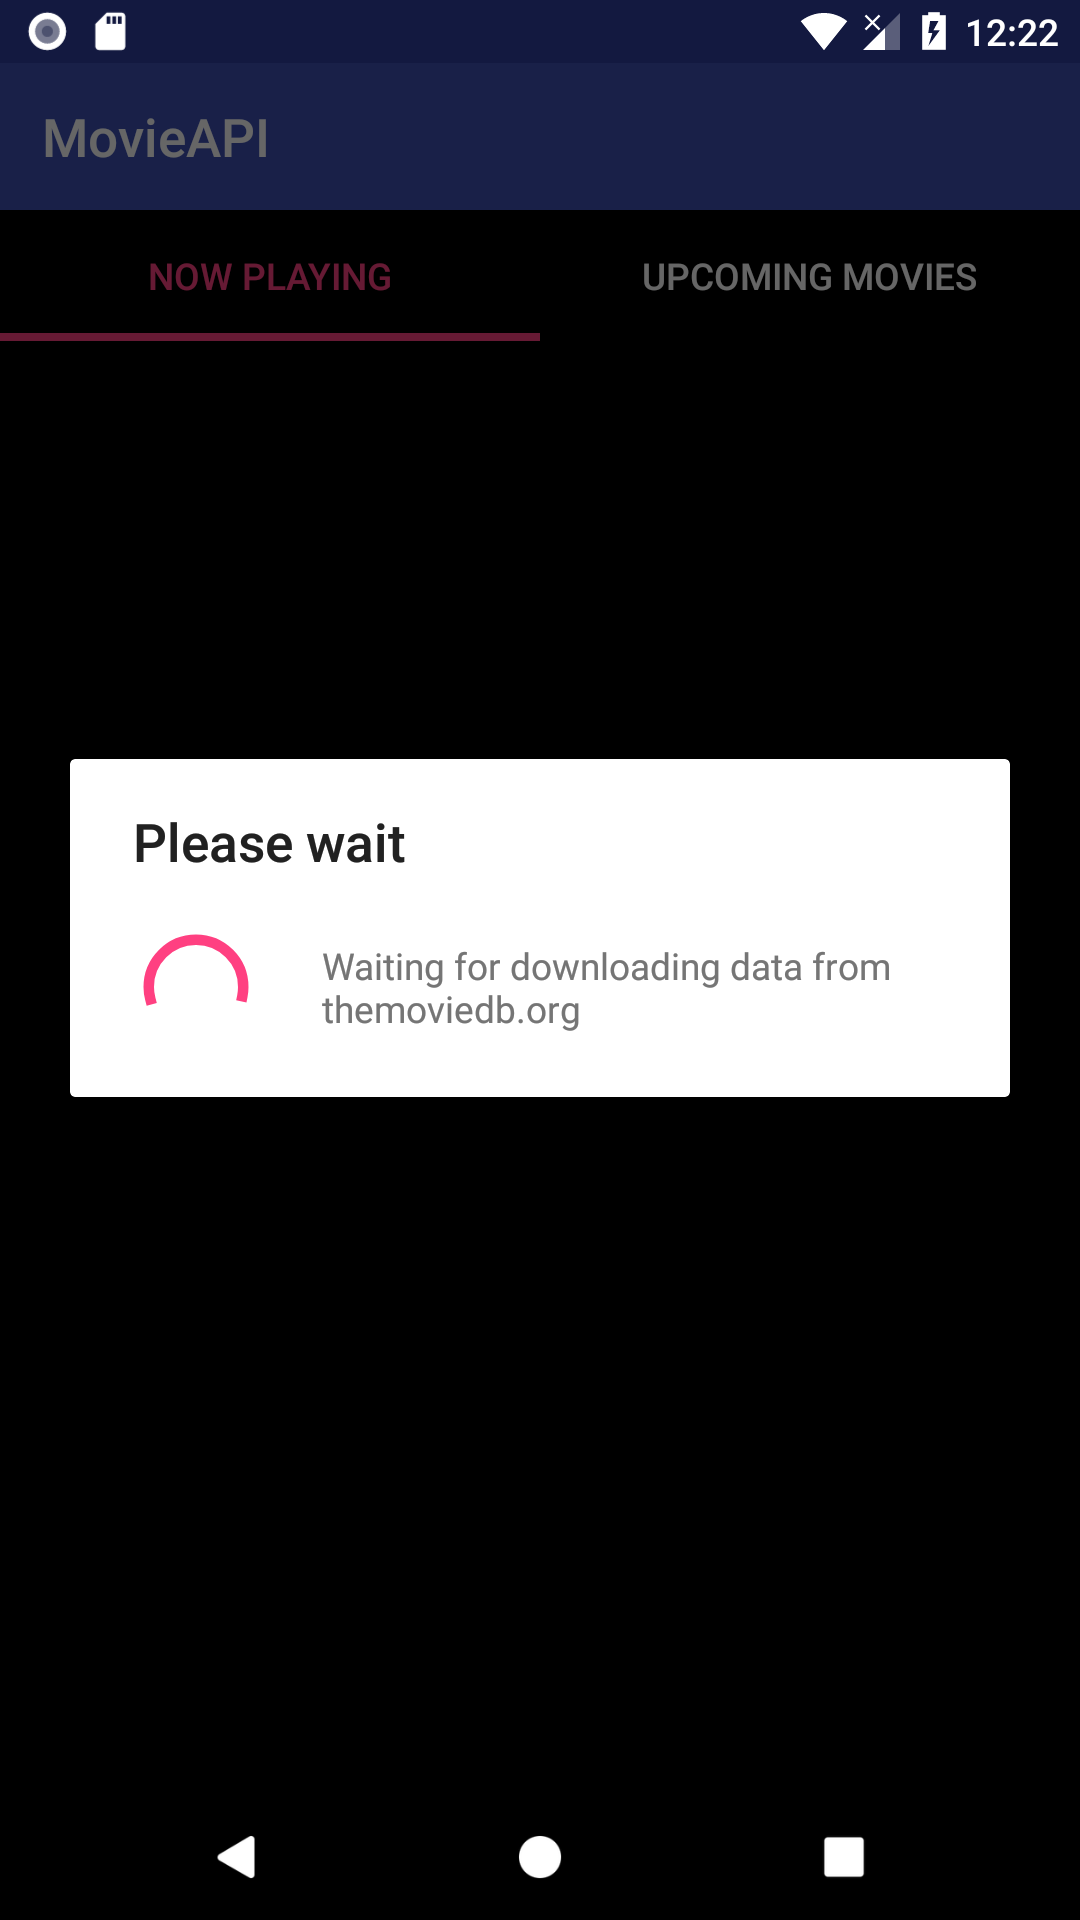 12:22
MovieAPI
NOW PLAYING
UPCOMING MOVIES
Please wait
Waiting for downloading data from
themoviedb.org